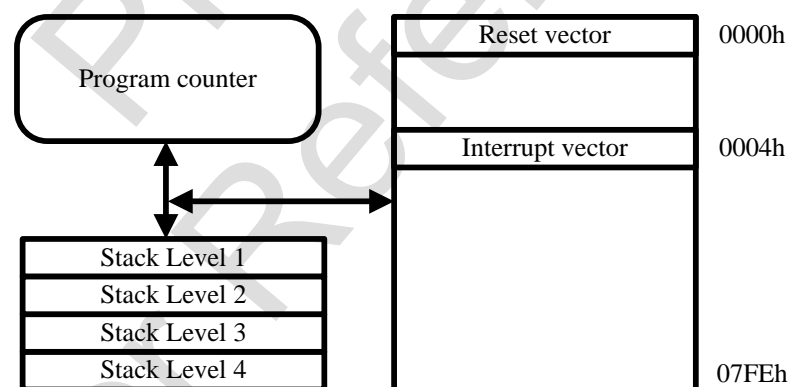 Program counter
Stack Level 1
Stack Level 2
Stack Level 3
Stack Level 4
Reset vector 0000h
Interrupt vector 0004h
07FEh